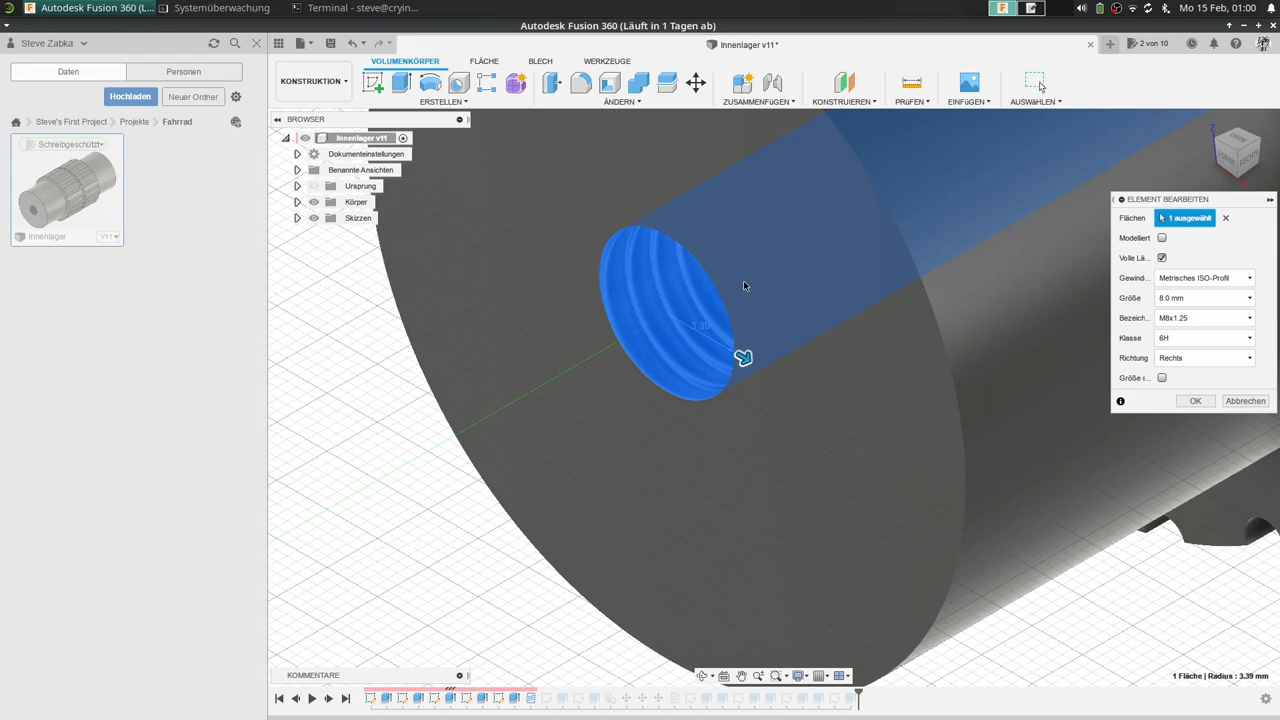 Autodesk Fusion 360 (L...
Systemüberwachung
Terminal - steve@cryin...
Mo 15 Feb, 01:00
Autodesk Fusion 360 (Läuft in 1 Tagen ab)
Steve Zabka
Innenlager v11*
2 von 10
Daten
Personen
Hochladen
Neuer Ordner
Steve's First Project
Projekte
Fahrrad
Schreibgeschützt
Innenlager
V11
KONSTRUKTION
VOLUMENKÖRPER
FLÄCHE
BLECH
WERKZEUGE
ERSTELLEN
ÄNDERN
ZUSAMMENFÜGEN
KONSTRUIEREN
PRÜFEN
EINFÜGEN
AUSWÄHLEN
BROWSER
Innenlager v11
Dokumenteinstellungen
Benannte Ansichten
Ursprung
Körper
Skizzen
Z
3.39
ELEMENT BEARBEITEN
Flächen 1 ausgewählt
Modelliert
Volle Lä...
Gewind... Metrisches ISO-Profil
Größe 8.0 mm
Bezeich... M8x1.25
Klasse 6H
Richtung Rechts
Größe s...
OK Abbrechen
KOMMENTARE
1 Fläche | Radius : 3.39 mm